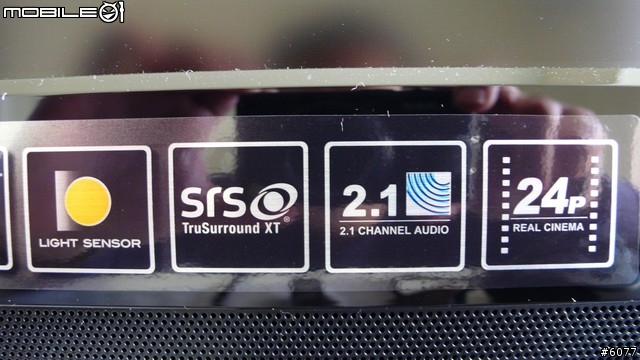 MOBILE01
LIGHT SENSOR
SRS®
TruSurround XT
2.1
2.1 CHANNEL AUDIO
24P
REAL CINEMA
#6077